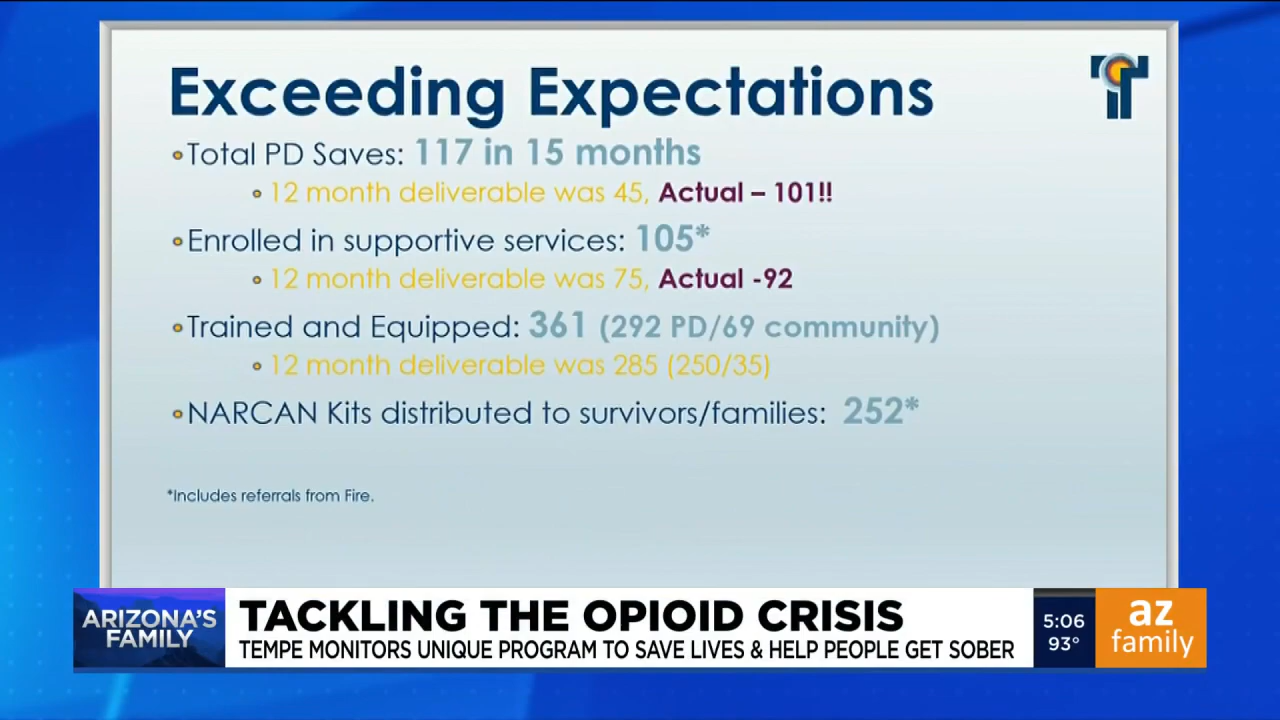 Exceeding Expectations
•Total PD Saves: 117 in 15 months
• 12 month deliverable was 45, Actual – 101!!
•Enrolled in supportive services: 105*
• 12 month deliverable was 75, Actual -92
•Trained and Equipped: 361 (292 PD/69 community)
• 12 month deliverable was 285 (250/35)
•NARCAN Kits distributed to survivors/families: 252*
*Includes referrals from Fire.
ARIZONA'S
FAMILY
TACKLING THE OPIOID CRISIS
TEMPE MONITORS UNIQUE PROGRAM TO SAVE LIVES & HELP PEOPLE GET SOBER
5:06
93°
az
family